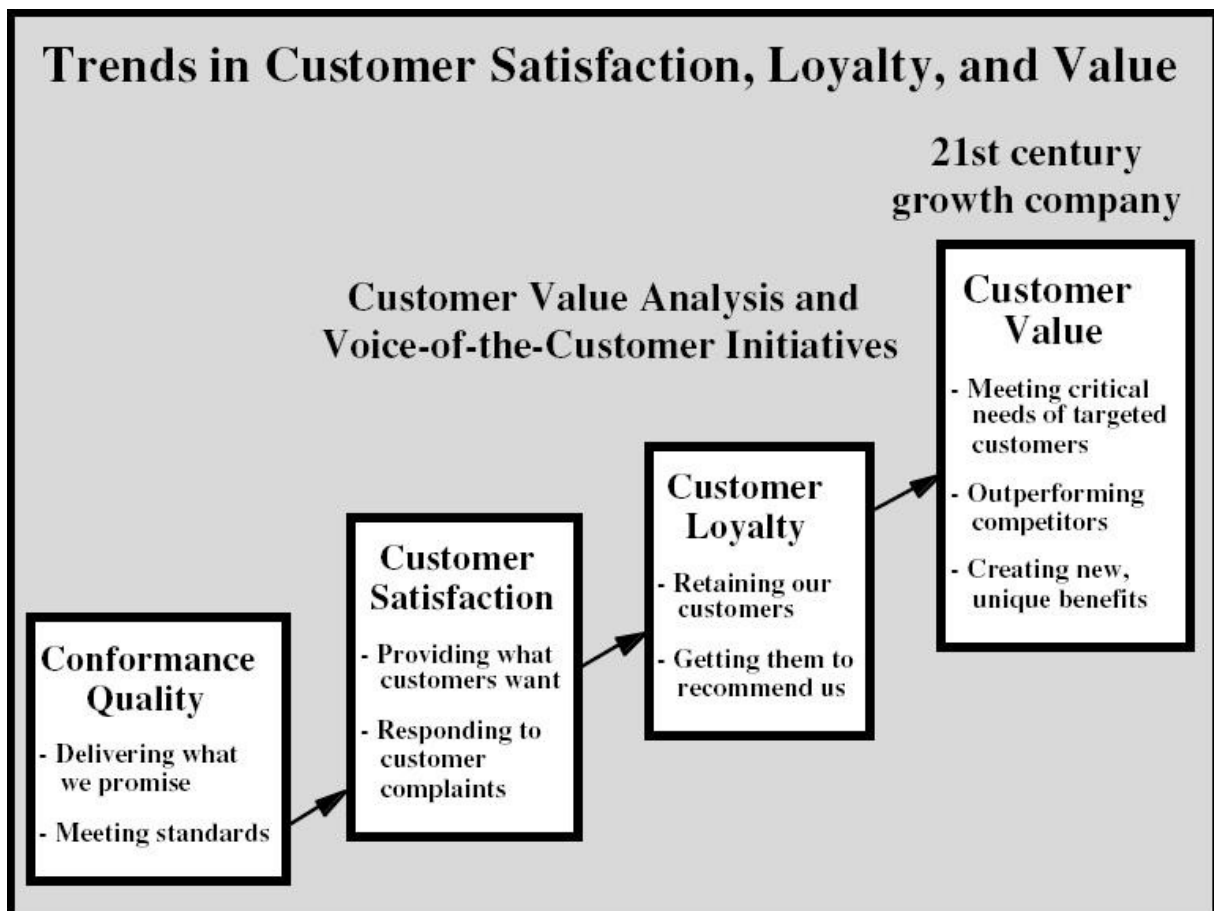 Trends in Customer Satisfaction, Loyalty, and Value
21st century
growth company
Customer Value Analysis and
Voice-of-the-Customer Initiatives
Conformance
Quality
- Delivering what
we promise
- Meeting standards
Customer
Satisfaction
- Providing what
customers want
- Responding to
customer
complaints
Customer
Loyalty
- Retaining our
customers
- Getting them to
recommend us
Customer
Value
- Meeting critical
needs of targeted
customers
- Outperforming
competitors
- Creating new,
unique benefits